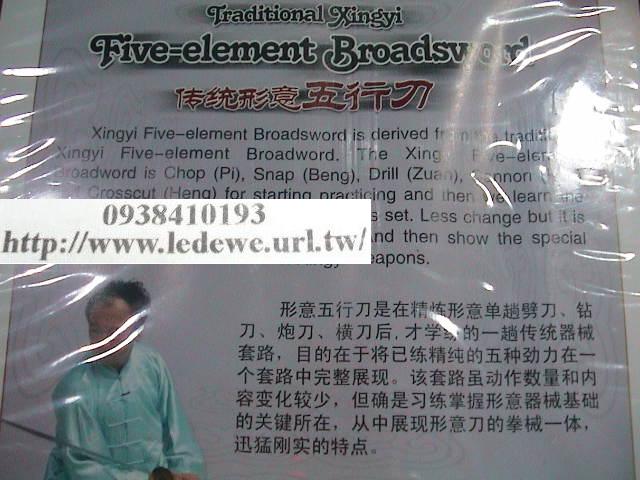 Traditional Xingyi
Five-element Broadsword
传统形意五行刀
Xingyi Five-element Broadsword is derived from the traditi
Xingyi Five-element Broadword. The Xing Five-elem
Broadsword is Chop (Pi), Snap (Beng), Drill (Zuan), Cannon
Crosscut (Heng) for starting practicing and then we learn the
0938410193
s set. Less change but it is
http://www.ledewe.url.tw/
And then show the special
eapons.
形意五行刀是在精炼形意单趟劈刀、钻
刀、炮刀、横刀后,才学练的一趟传统器械
套路，目的在于将已练精纯的五种劲力在一
个套路中完整展现。该套路虽动作数量和内
容变化较少，但确是习练掌握形意器械基础
的关键所在，从中展现形意刀的拳械一体，
迅猛刚实的特点。